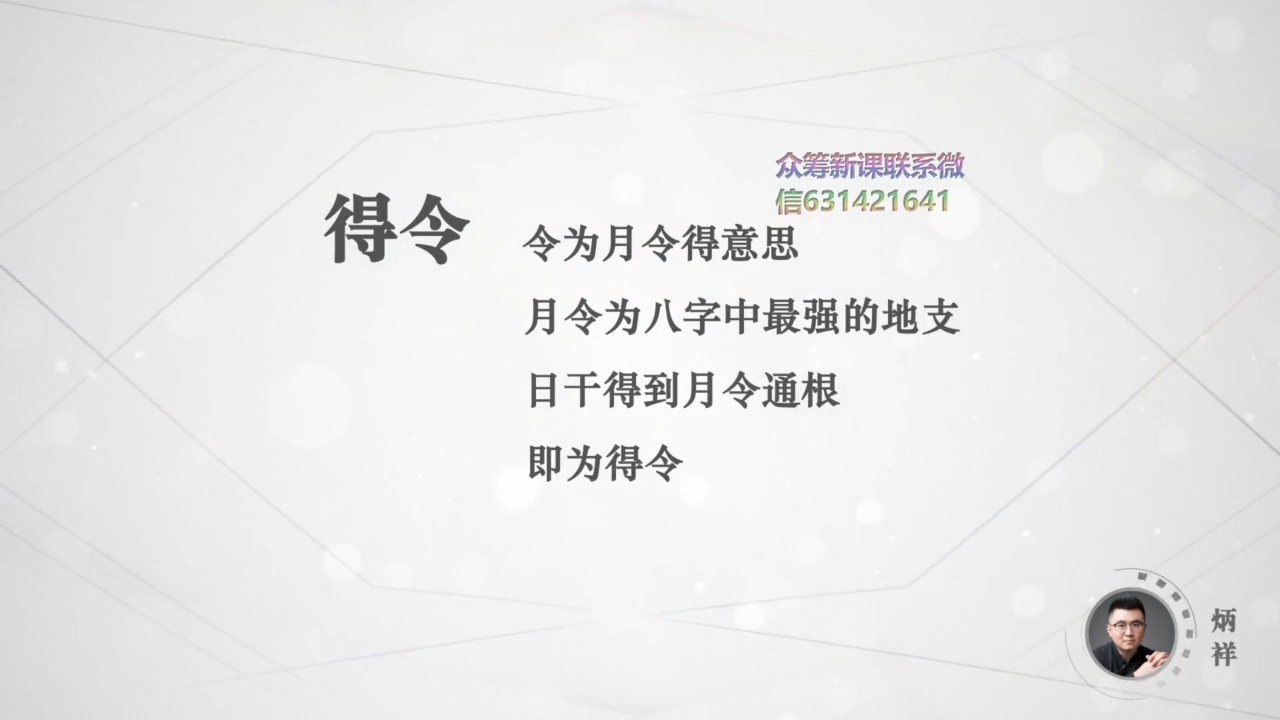 众筹新课联系微
信631421641
得令
令为月令得意思
月令为八字中最强的地支
日干得到月令通根
即为得令
炳祥